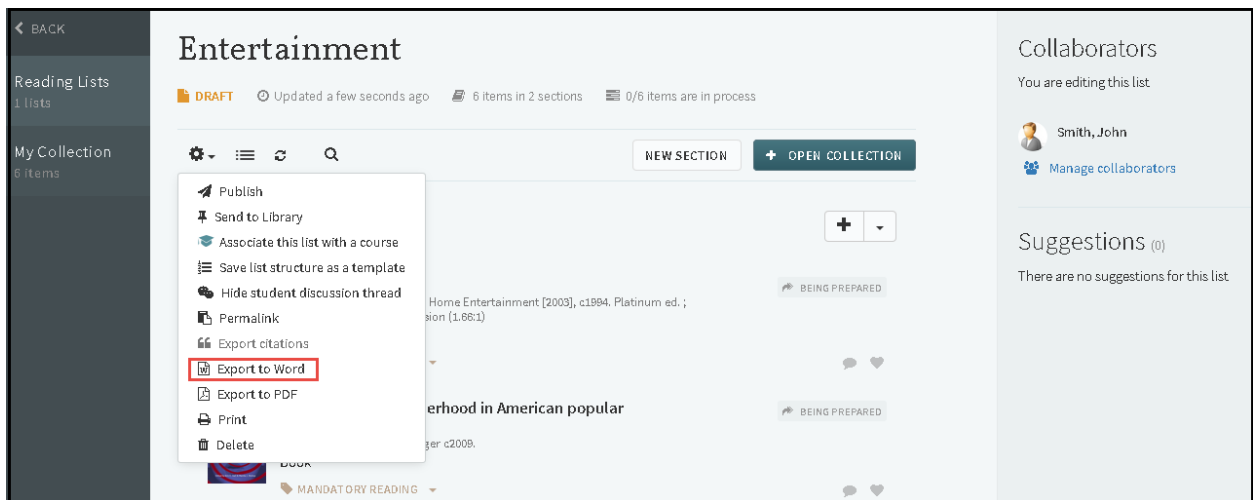 BACK
Reading Lists
1 lists
My Collection
6 items
Entertainment
DRAFT Updated a few seconds ago 6 items in 2 sections 0/6 items are in process
NEW SECTION + OPEN COLLECTION
Publish
Send to Library
Associate this list with a course
Save list structure as a template
Hide student discussion thread
Permalink
Export citations
Export to Word
Export to PDF
Print
Delete
BEING PREPARED
Home Entertainment [2003], c1994. Platinum ed. ;
sion (1.66:1)
erhood in American popular
BEING PREPARED
ger c2009.
Book
MANDATORY READING
Collaborators
You are editing this list
Smith, John
Manage collaborators
Suggestions (0)
There are no suggestions for this list